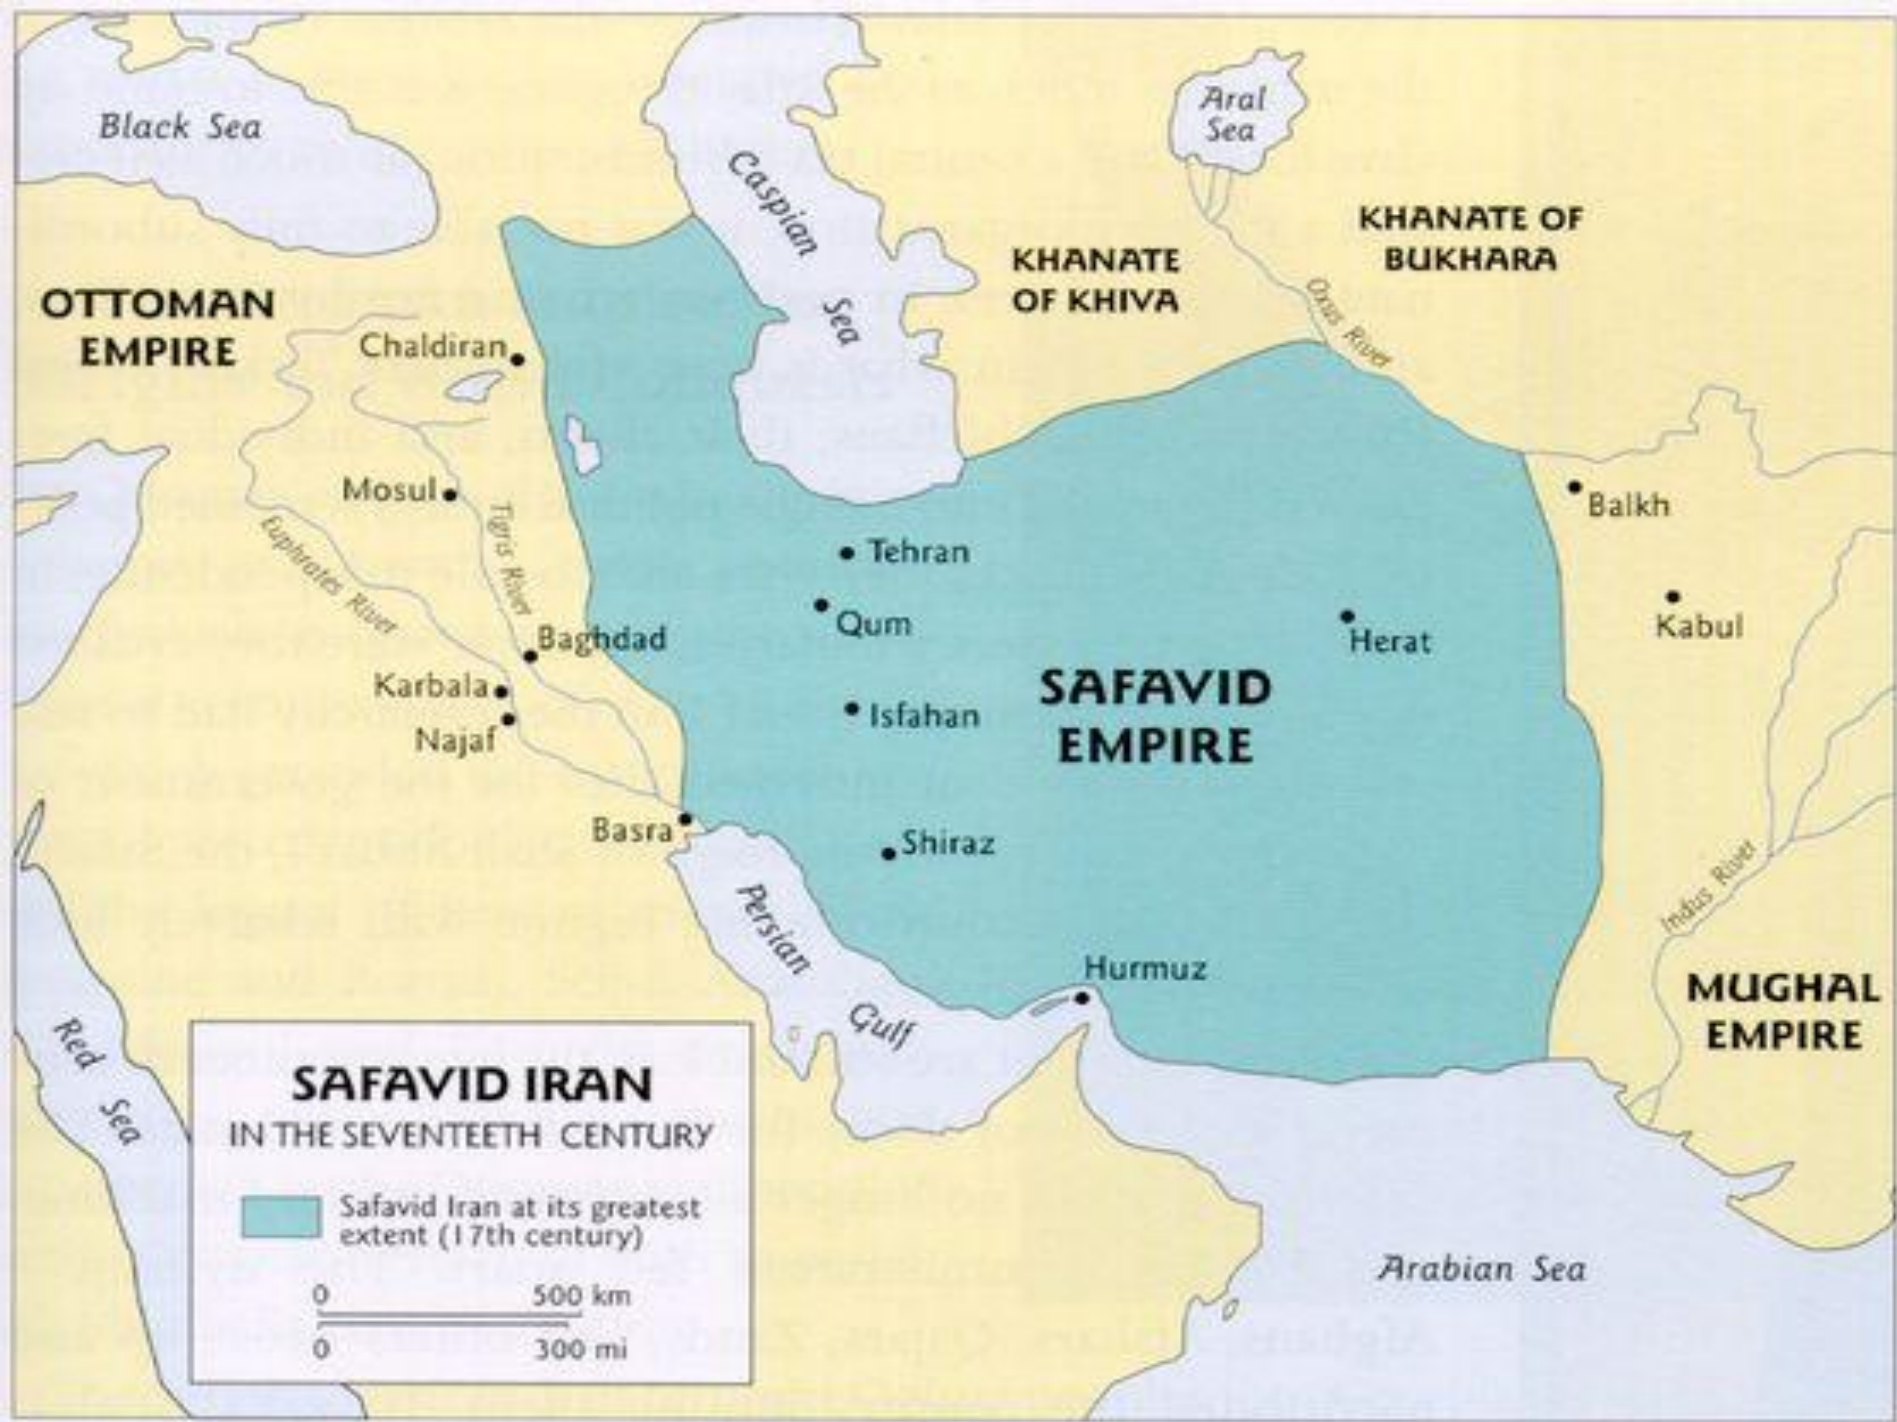 Black Sea
Aral
Sea
Caspian
Sea
KHANATE OF
BUKHARA
KHANATE
OF KHIVA
Oxus River
OTTOMAN
EMPIRE
Chaldiran
Mosul
Tigris River
Euphrates River
Balkh
Tehran
Qum
Herat
Kabul
Baghdad
Karbala
Najaf
Isfahan
SAFAVID
EMPIRE
Basra
Shiraz
Persian
Gulf
Hurmuz
Indus River
MUGHAL
EMPIRE
Red
Sea
SAFAVID IRAN
IN THE SEVENTEETH CENTURY
Safavid Iran at its greatest
extent (17th century)
0 500 km
0 300 mi
Arabian Sea